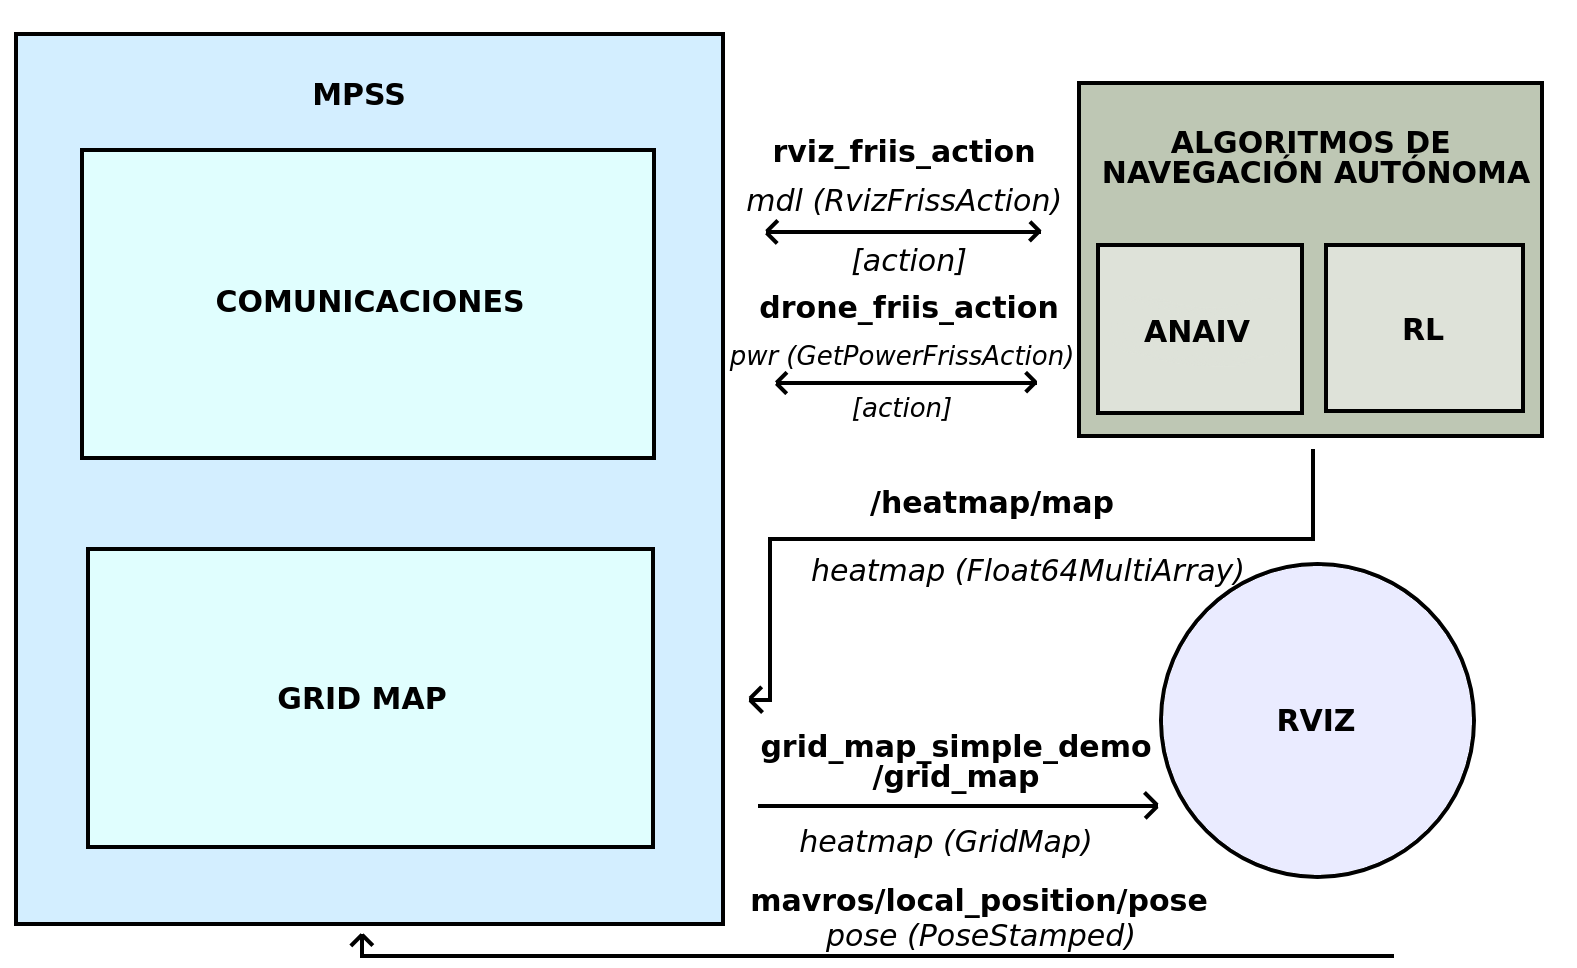 MPSS
COMUNICACIONES
GRID MAP
rviz_friis_action
mdl (RvizFrissAction)
[action]
drone_friis_action
pwr (GetPowerFrissAction)
[action]
ALGORITMOS DE
NAVEGACIÓN AUTÓNOMA
ANAIV
RL
/heatmap/map
heatmap (Float64MultiArray)
RVIZ
grid_map_simple_demo
/grid_map
heatmap (GridMap)
mavros/local_position/pose
pose (PoseStamped)